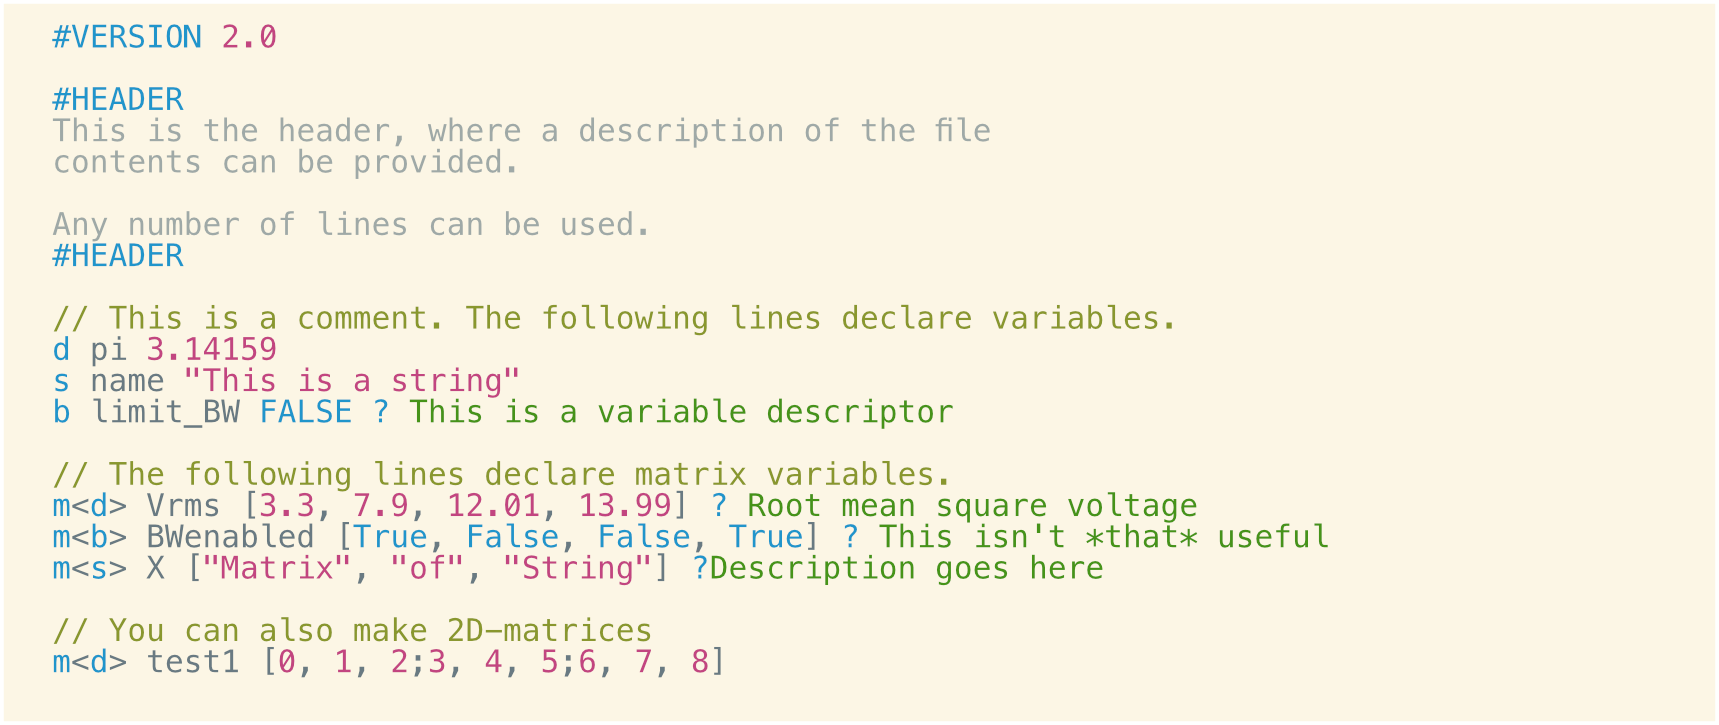 #VERSION 2.0
#HEADER
This is the header, where a description of the file
contents can be provided.
Any number of lines can be used.
#HEADER
// This is a comment. The following lines declare variables.
d pi 3.14159
s name "This is a string"
b limit_BW FALSE ? This is a variable descriptor
// The following lines declare matrix variables.
m<d> Vrms [3.3, 7.9, 12.01, 13.99] ? Root mean square voltage
m<b> BWenabled [True, False, False, True] ? This isn't *that* useful
m<s> X ["Matrix", "of", "String"] ?Description goes here
// You can also make 2D-matrices
m<d> test1 [0, 1, 2;3, 4, 5;6, 7, 8]